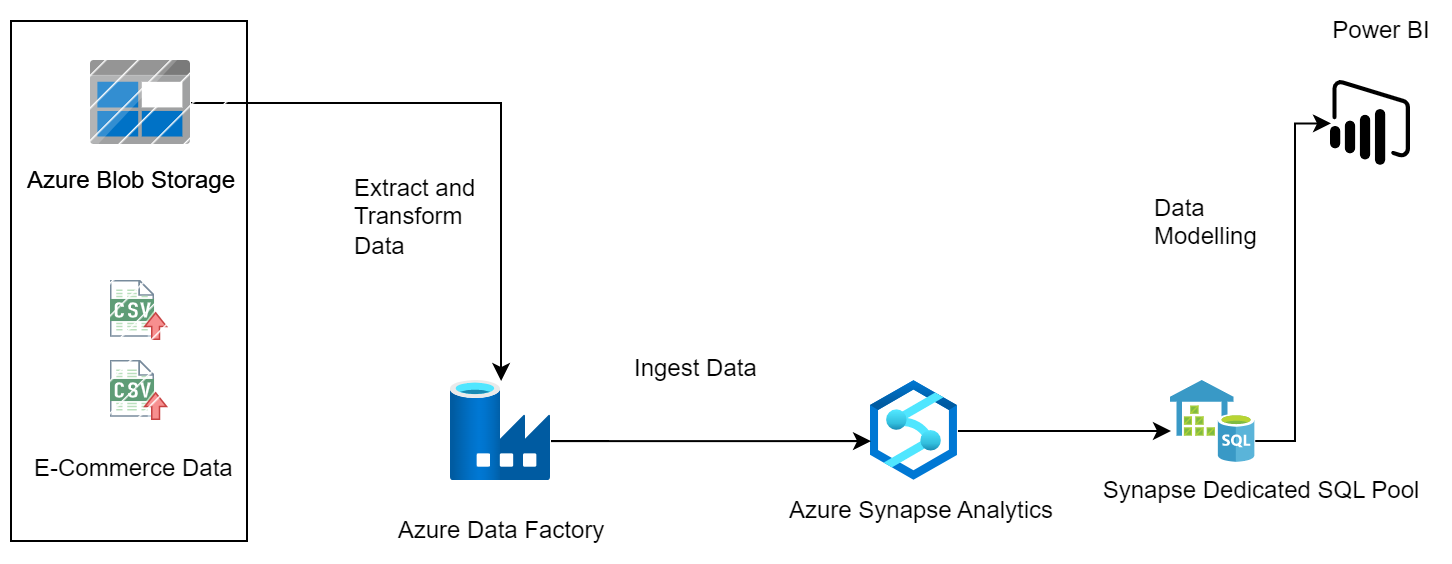 Power BI
Azure Blob Storage
Extract and
Transform
Data
Data
Modelling
CSV
CSV
Ingest Data
SQL
E-Commerce Data
Azure Data Factory
Azure Synapse Analytics
Synapse Dedicated SQL Pool